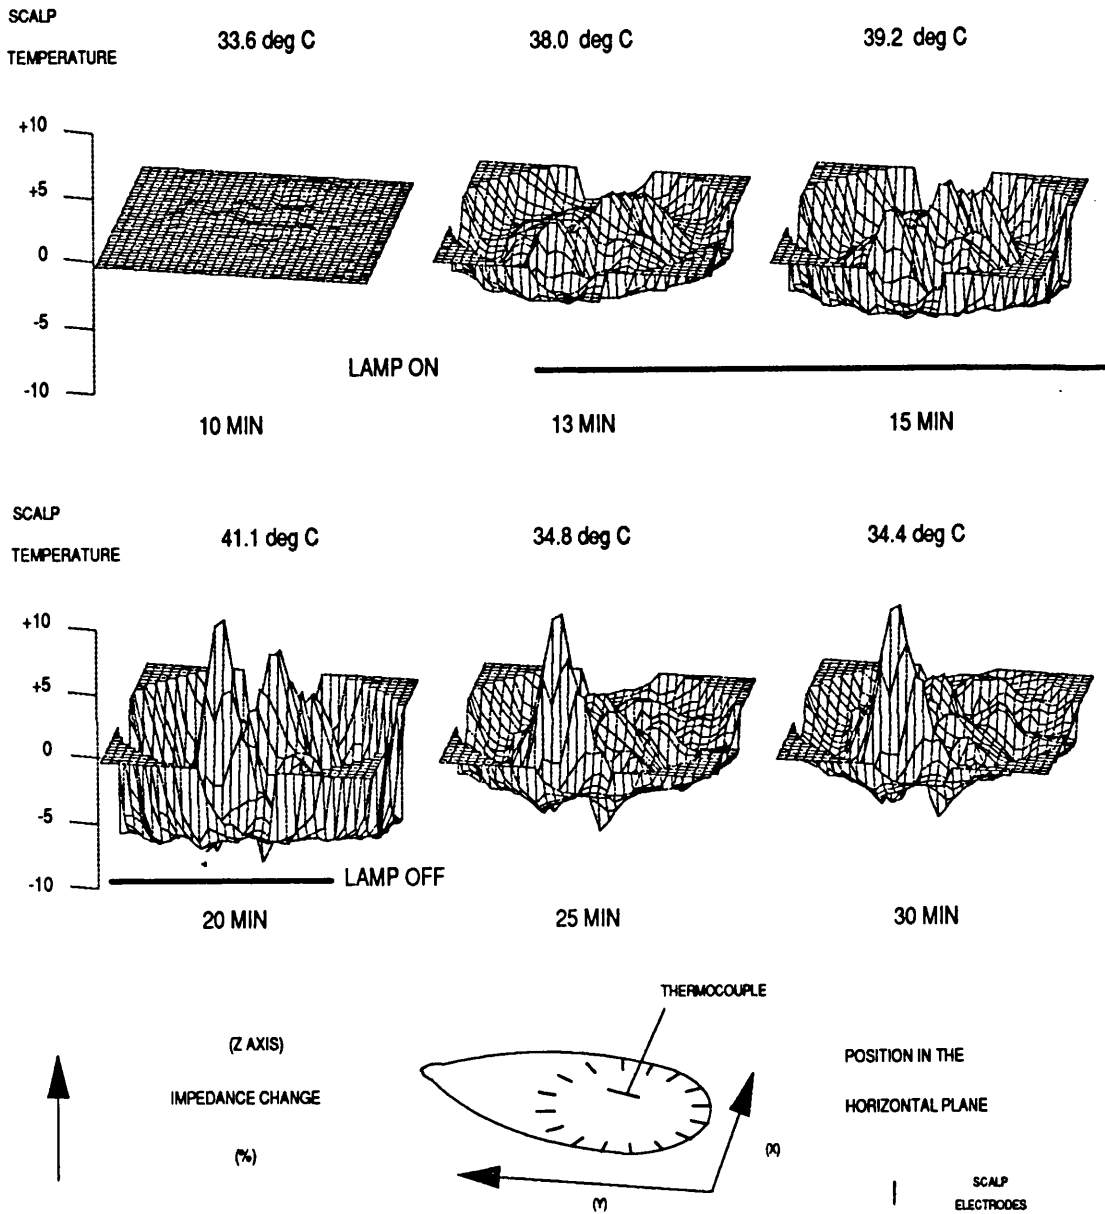 SCALP
TEMPERATURE
33.6 deg C
38.0 deg C
39.2 deg C
+10
+5
0
-5
-10
LAMP ON
10 MIN
13 MIN
15 MIN
SCALP
TEMPERATURE
41.1 deg C
34.8 deg C
34.4 deg C
+10
+5
0
-5
-10
LAMP OFF
20 MIN
25 MIN
30 MIN
THERMOCOUPLE
(Z AXIS)
IMPEDANCE CHANGE
(%)
POSITION IN THE
HORIZONTAL PLANE
(X)
(Y)
SCALP
ELECTRODES